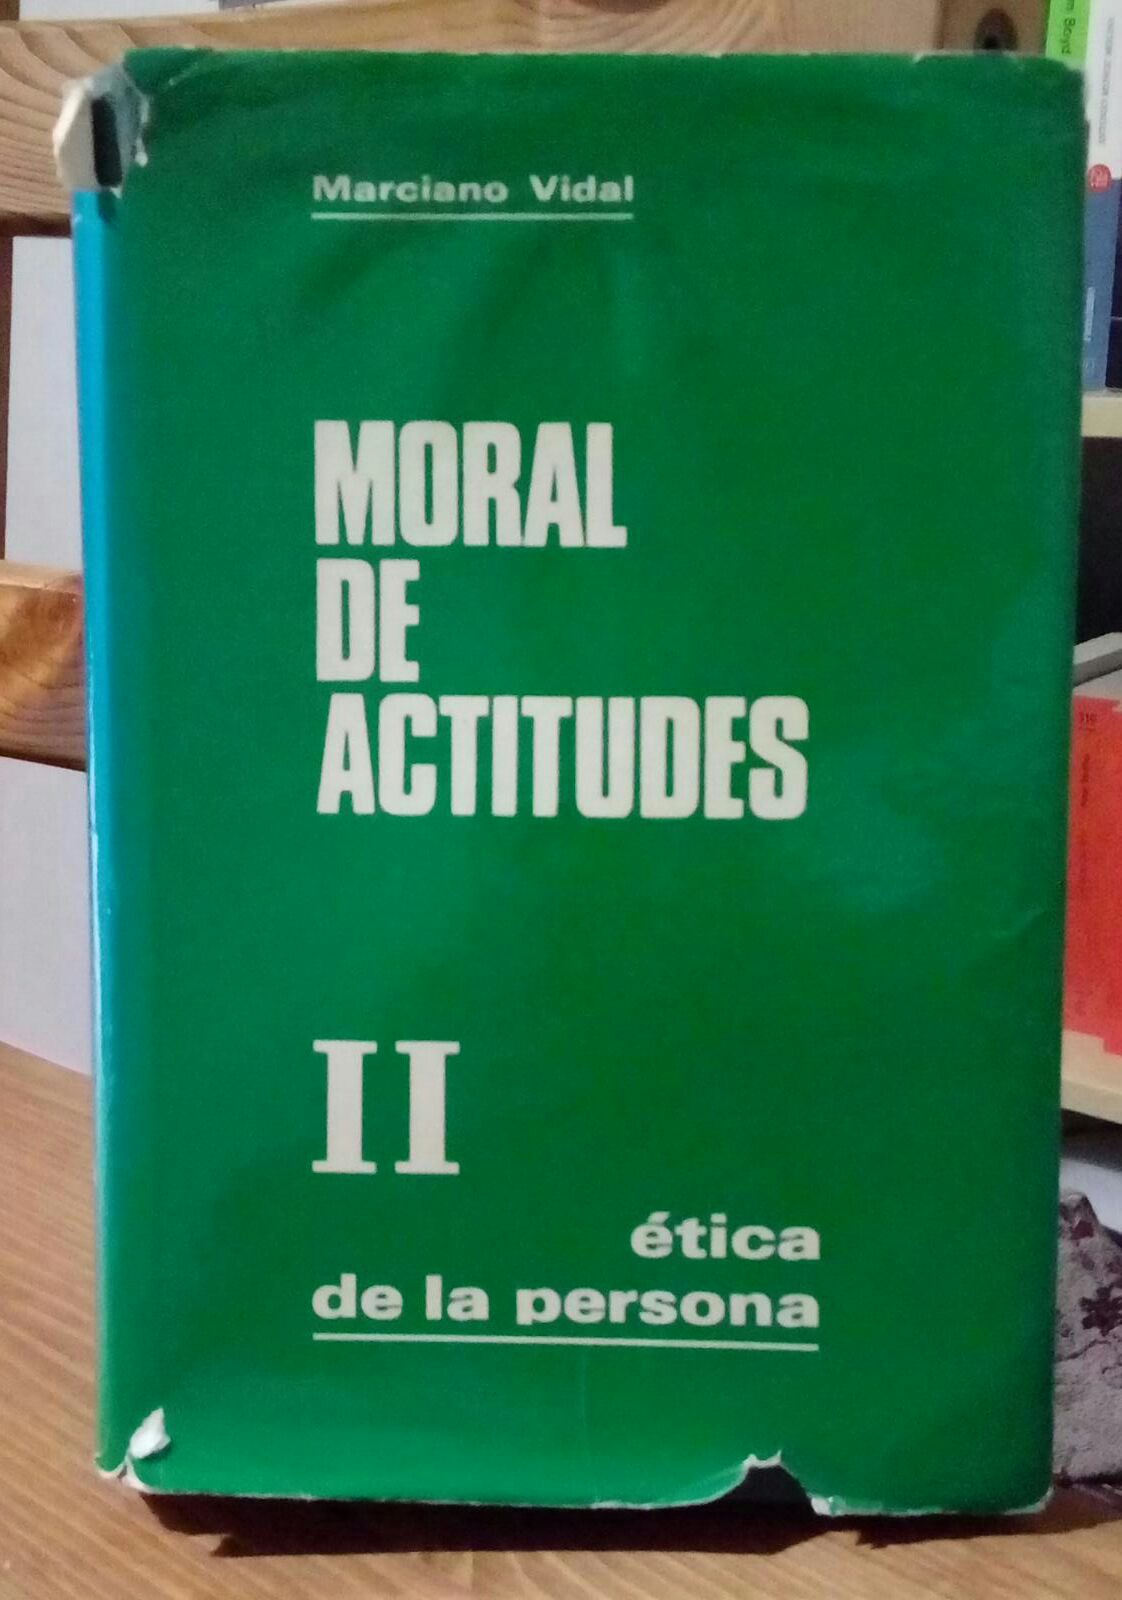 Marciano Vidal
MORAL
DE
ACTITUDES
II
ética
de la persona